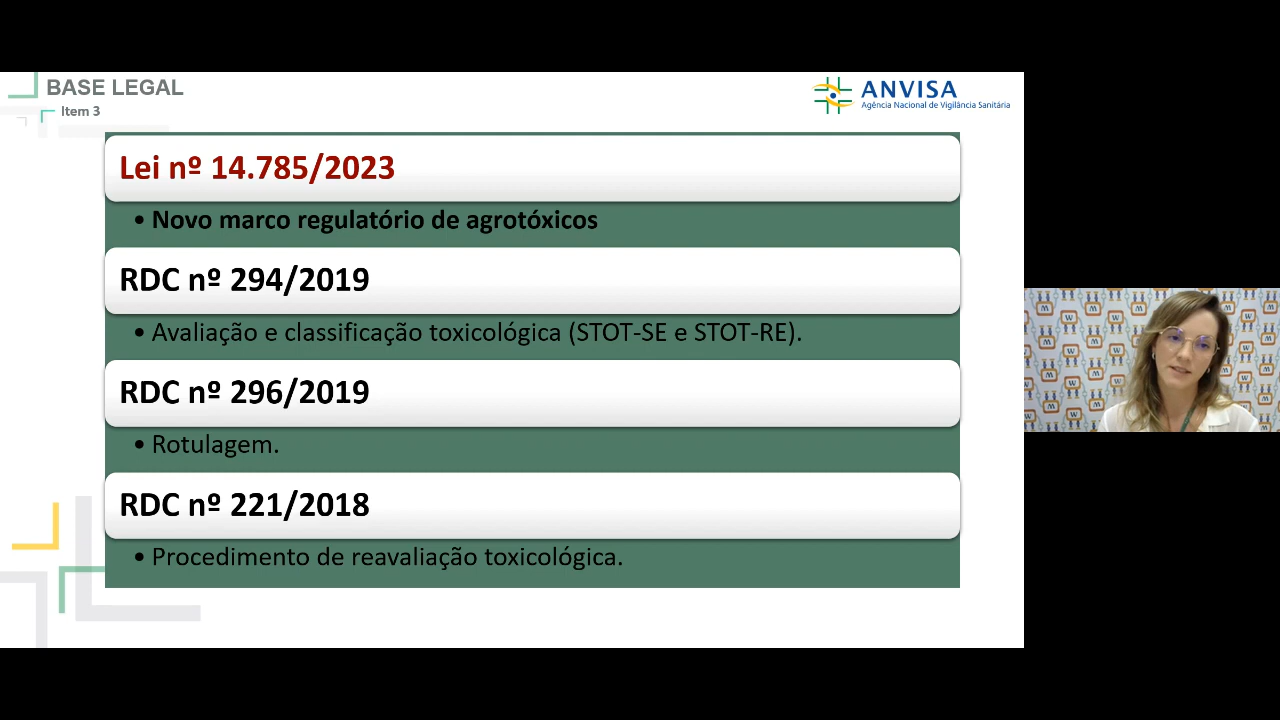 BASE LEGAL
Item 3
ANVISA
Agência Nacional de Vigilância Sanitária
Lei nº 14.785/2023
• Novo marco regulatório de agrotóxicos
RDC nº 294/2019
• Avaliação e classificação toxicológica (STOT-SE e STOT-RE).
RDC nº 296/2019
• Rotulagem.
RDC nº 221/2018
• Procedimento de reavaliação toxicológica.